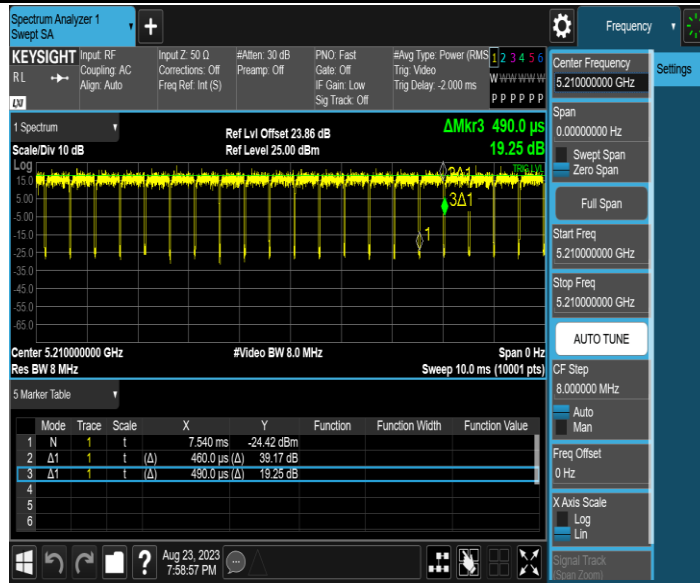 Spectrum Analyzer 1
Swept SA
Frequency
KEYSIGHT
RL
LXI
Input: RF
Coupling: AC
Align: Auto
Input Z: 50 Ω
Corrections: Off
Freq Ref: Int (S)
#Atten: 30 dB
Preamp: Off
PNO: Fast
Gate: Off
IF Gain: Low
Sig Track: Off
#Avg Type: Power (RMS
Trig: Video
Trig Delay: -2.000 ms
1 2 3 4 5 6
W W W W W W
P P P P P P
Center Frequency
5.210000000 GHz
Settings
Span
0.00000000 Hz
Swept Span
Zero Span
Full Span
Start Freq
5.210000000 GHz
Stop Freq
5.210000000 GHz
AUTO TUNE
CF Step
8.000000 MHz
Auto
Man
Freq Offset
0 Hz
X Axis Scale
Log
Lin
Signal Track
(Span Zoom)
1 Spectrum
Scale/Div 10 dB
Ref Lvl Offset 23.86 dB
Ref Level 25.00 dBm
ΔMkr3 490.0 µs
19.25 dB
Log
15.0
5.00
-5.00
-15.0
-25.0
-35.0
-45.0
-55.0
-65.0
2Δ1
TRIG LVL
3Δ1
1
Center 5.210000000 GHz
Res BW 8 MHz
#Video BW 8.0 MHz
Span 0 Hz
Sweep 10.0 ms (10001 pts)
5 Marker Table
Mode Trace Scale X Y Function Function Width Function Value
1 N 1 t 7.540 ms -24.42 dBm
2 Δ1 1 t (Δ) 460.0 µs (Δ) 39.17 dB
3 Δ1 1 t (Δ) 490.0 µs (Δ) 19.25 dB
4
5
6
Aug 23, 2023
7:58:57 PM